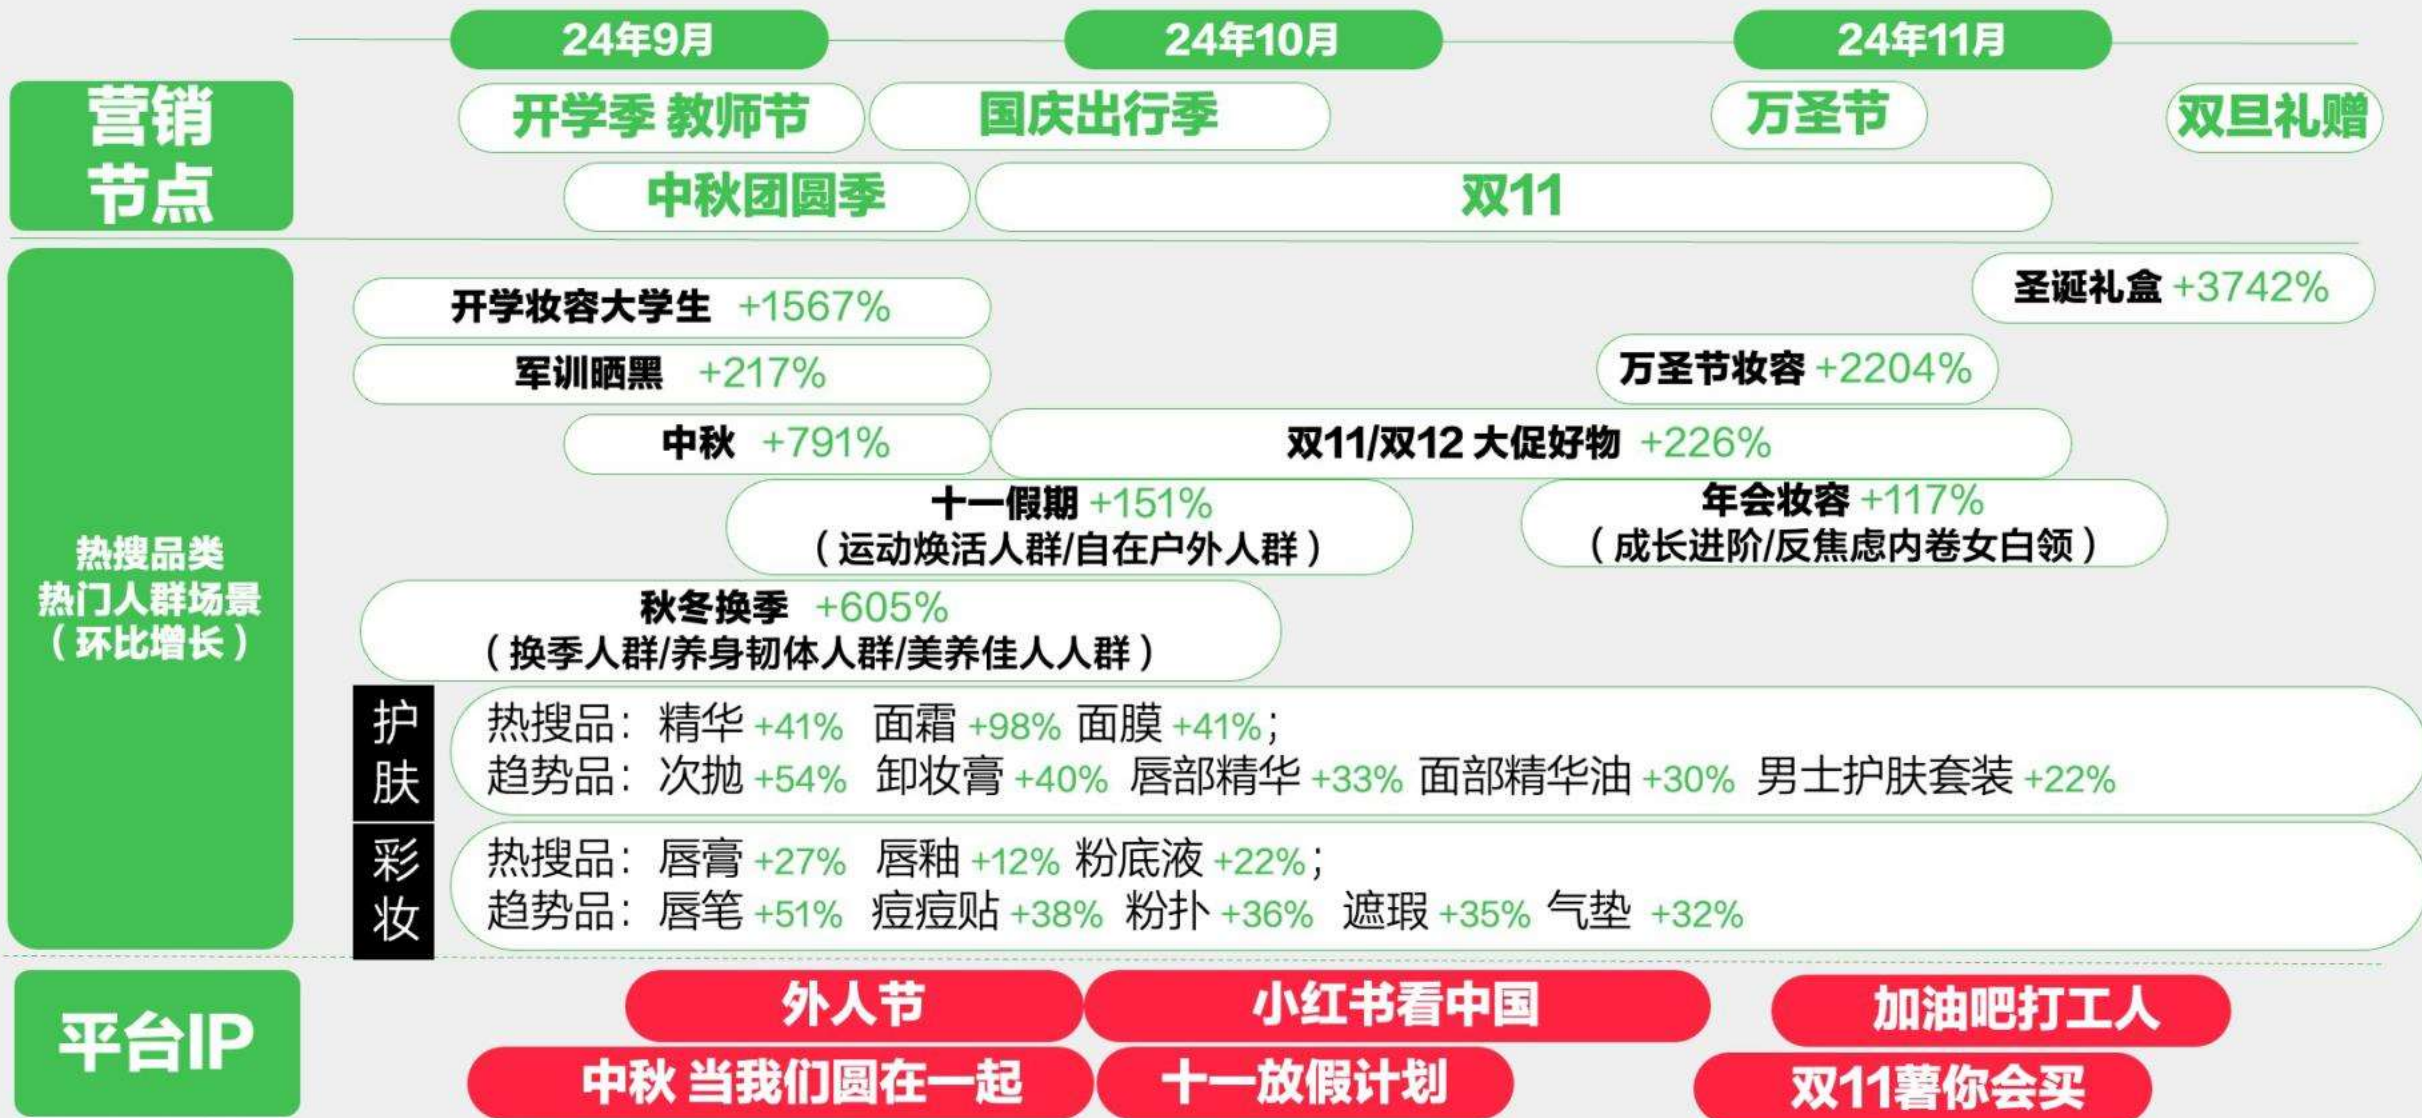 24年9月 24年10月 24年11月
营销
节点
开学季 教师节 国庆出行季 万圣节 双旦礼赠
中秋团圆季 双11
热搜品类
热门人群场景
（环比增长）
圣诞礼盒 +3742%
开学妆容大学生 +1567%
军训晒黑 +217% 万圣节妆容 +2204%
中秋 +791% 双11/双12 大促好物 +226%
十一假期 +151% 年会妆容 +117%
（运动焕活人群/自在户外人群） （成长进阶/反焦虑内卷女白领）
秋冬换季 +605%
（换季人群/养身韧体人群/美养佳人人群）
护肤
热搜品：精华 +41% 面霜 +98% 面膜 +41%；
趋势品：次抛 +54% 卸妆膏 +40% 唇部精华 +33% 面部精华油 +30% 男士护肤套装 +22%
彩妆
热搜品：唇膏 +27% 唇釉 +12% 粉底液 +22%；
趋势品：唇笔 +51% 痘痘贴 +38% 粉扑 +36% 遮瑕 +35% 气垫 +32%
平台IP
外人节 小红书看中国 加油吧打工人
中秋 当我们圆在一起 十一放假计划 双11薯你会买